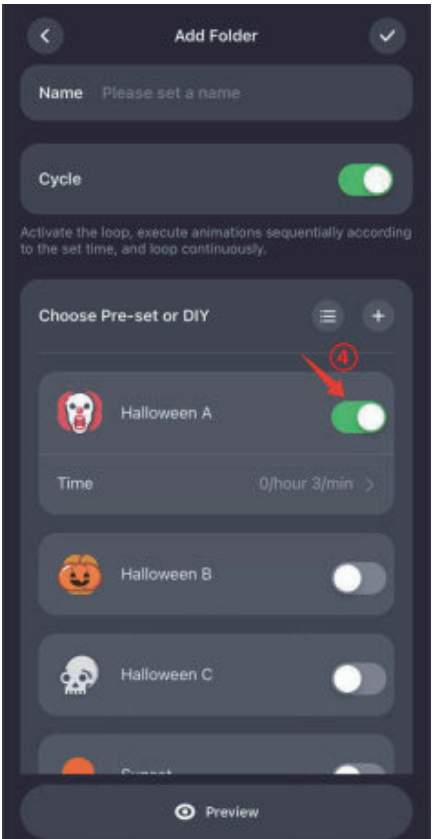 Add Folder
Name Please set a name
Cycle
Activate the loop, execute animations sequentially according
to the set time, and loop continuously.
Choose Pre-set or DIY
④
Halloween A
Time 0/hour 3/min
Halloween B
Halloween C
Preview